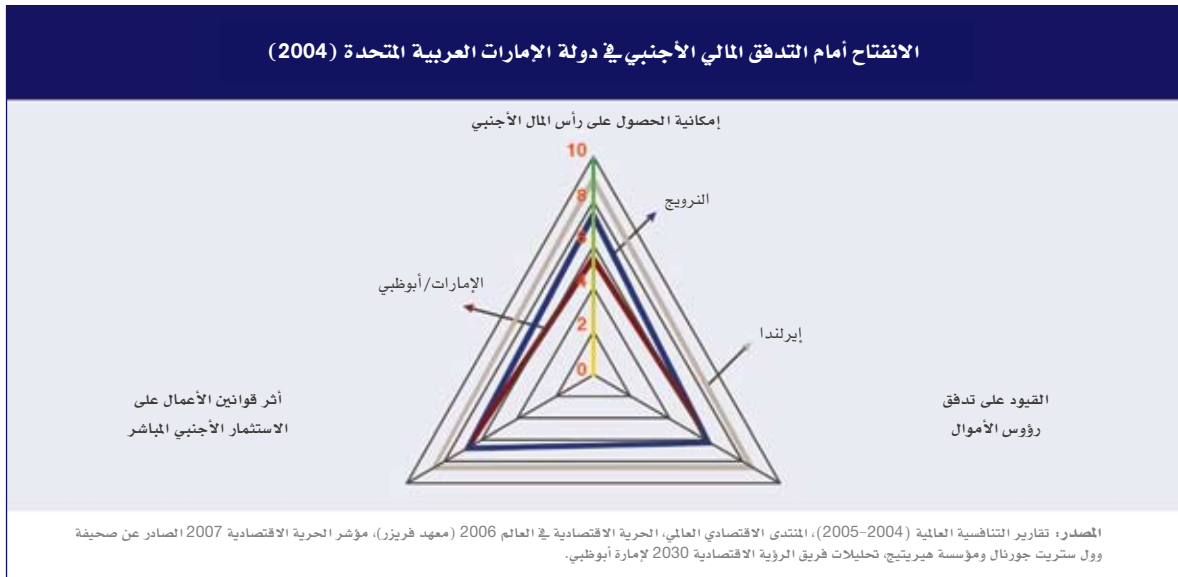 الانفتاح أمام التدفق المالي الأجنبي في دولة الإمارات العربية المتحدة (2004)
إمكانية الحصول على رأس المال الأجنبي
10
8
النرويج
6
الإمارات/أبوظبي
4
2
إيرلندا
0
القيود على تدفق
رؤوس الأموال
أثر قوانين الأعمال على
الاستثمار الأجنبي المباشر
المصدر: تقارير التنافسية العالمية (2004-2005)، المنتدى الاقتصادي العالمي، الحرية الاقتصادية في العالم 2006 (معهد فريزر)، مؤشر الحرية الاقتصادية 2007 الصادر عن صحيفة
وول ستريت جورنال ومؤسسة هيريتيج، تحليلات فريق الرؤية الاقتصادية 2030 لإمارة أبوظبي.